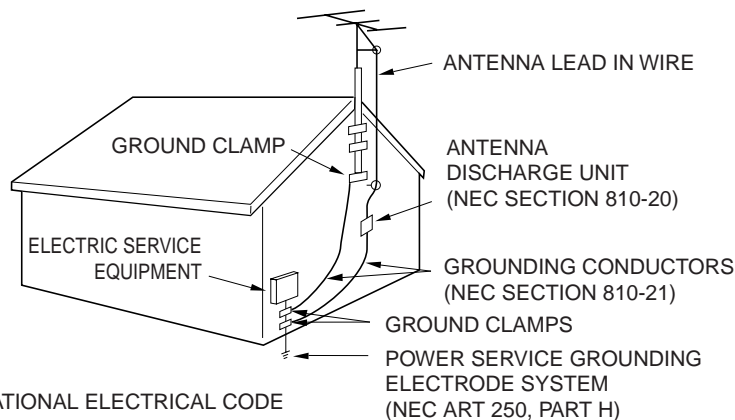 ANTENNA LEAD IN WIRE
GROUND CLAMP
ANTENNA
DISCHARGE UNIT
(NEC SECTION 810-20)
ELECTRIC SERVICE
EQUIPMENT
GROUNDING CONDUCTORS
(NEC SECTION 810-21)
GROUND CLAMPS
POWER SERVICE GROUNDING
ELECTRODE SYSTEM
(NEC ART 250, PART H)
ELECTRICAL CODE